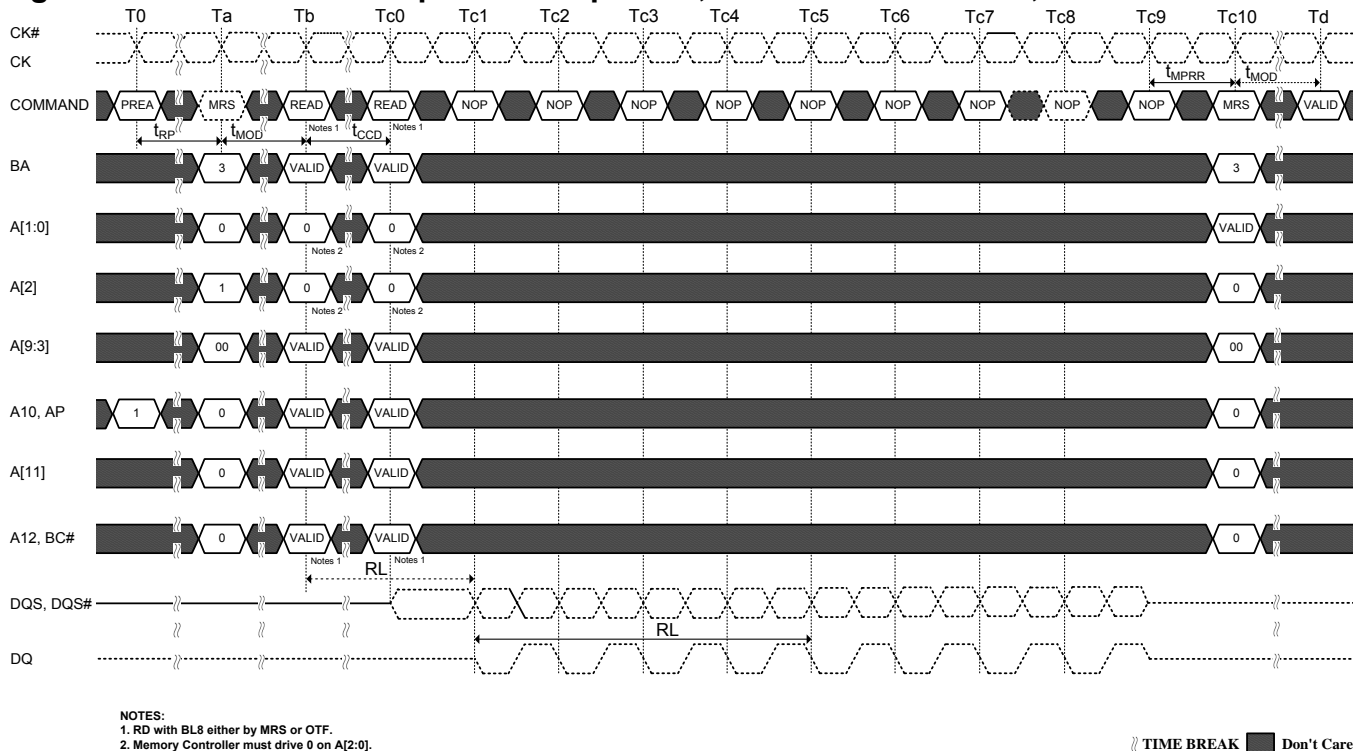 T0 Ta Tb Tc0 Tc1 Tc2 Tc3 Tc4 Tc5 Tc6 Tc7 Tc8 Tc9 Tc10 Td
CK#
CK
tMPRR tMOD
COMMAND PREA MRS READ READ NOP NOP NOP NOP NOP NOP NOP NOP NOP MRS VALID
Notes 1 Notes 1
tRP tMOD tCCD
BA 3 VALID VALID 3
A[1:0] 0 0 0 VALID
Notes 2 Notes 2
A[2] 1 0 0 0
Notes 2 Notes 2
A[9:3] 00 VALID VALID 00
A10, AP 1 0 VALID VALID 0
A[11] 0 VALID VALID 0
A12, BC# 0 VALID VALID 0
Notes 1 Notes 1
RL
DQS, DQS#
RL
DQ
NOTES:
1. RD with BL8 either by MRS or OTF.
2. Memory Controller must drive 0 on A[2:0].
TIME BREAK Don't Care